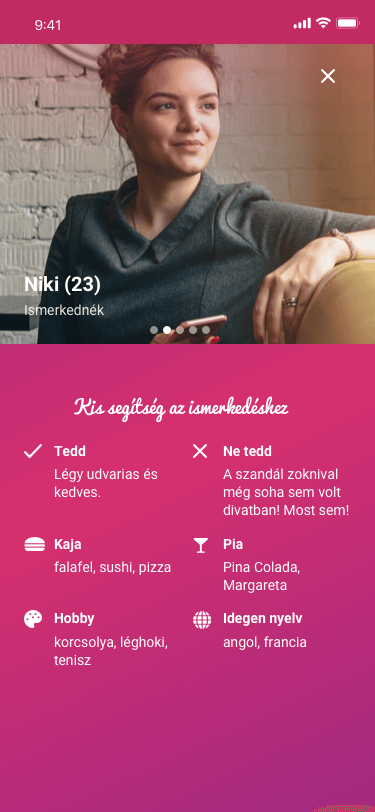 9:41
Niki (23)
Ismerkednék
Kis segítség az ismerkedéshez
Tedd
Légy udvarias és
kedves.
Ne tedd
A szandál zoknival
még soha sem volt
divatban! Most sem!
Kaja
falafel, sushi, pizza
Pia
Pina Colada,
Margareta
Hobby
korcsolya, léghoki,
tenisz
Idegen nyelv
angol, francia